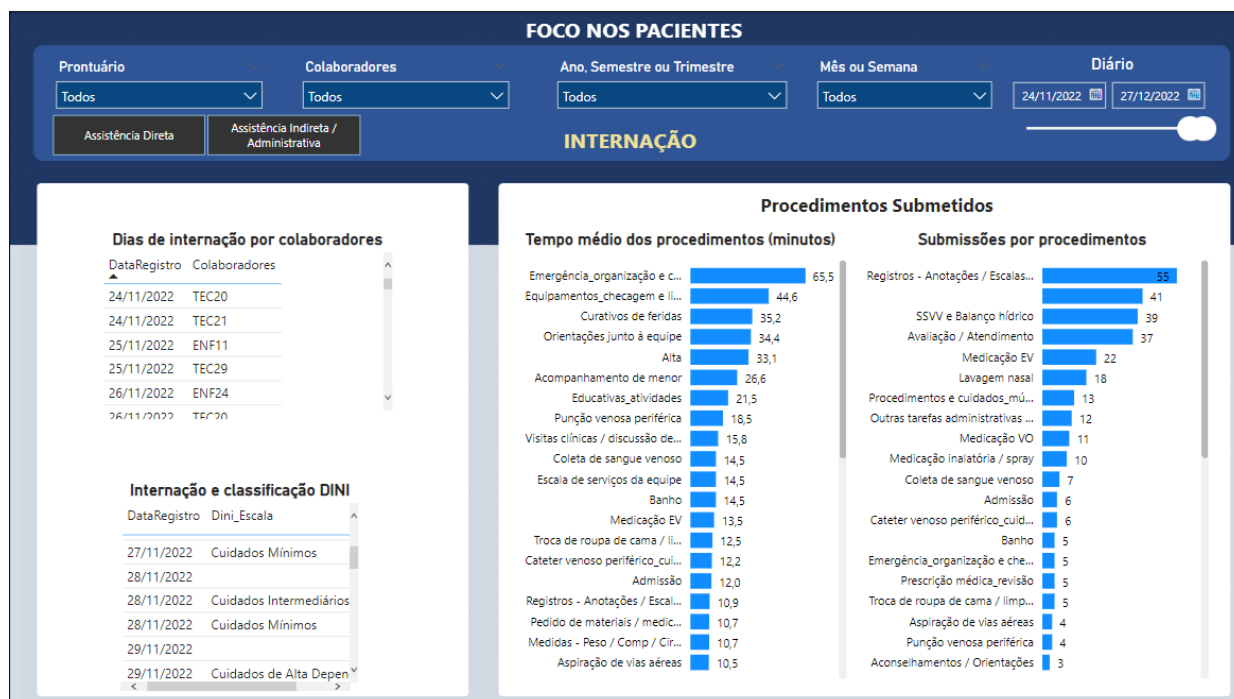 FOCO NOS PACIENTES
Prontuário
Todos
Colaboradores
Todos
Ano, Semestre ou Trimestre
Todos
Mês ou Semana
Todos
Diário
24/11/2022 27/12/2022
Assistência Direta
Assistência Indireta /
Administrativa
INTERNAÇÃO
Dias de internação por colaboradores
DataRegistro Colaboradores
24/11/2022 TEC20
24/11/2022 TEC21
25/11/2022 ENF11
25/11/2022 TEC29
26/11/2022 ENF24
26/11/2022 TEC20
Internação e classificação DINI
DataRegistro Dini_Escala
27/11/2022 Cuidados Mínimos
28/11/2022
28/11/2022 Cuidados Intermediários
28/11/2022 Cuidados Mínimos
29/11/2022
29/11/2022 Cuidados de Alta Depen
Procedimentos Submetidos
Tempo médio dos procedimentos (minutos)
Emergência_organização e c... 65,5
Equipamentos_checagem e li... 44,6
Curativos de feridas 35,2
Orientações junto à equipe 34,4
Alta 33,1
Acompanhamento de menor 26,6
Educativas_atividades 21,5
Punção venosa periférica 18,5
Visitas clínicas / discussão de... 15,8
Coleta de sangue venoso 14,5
Escala de serviços da equipe 14,5
Banho 14,5
Medicação EV 13,5
Troca de roupa de cama / li... 12,5
Cateter venoso periférico_cui... 12,2
Admissão 12,0
Registros - Anotações / Escal... 10,9
Pedido de materiais / medic... 10,7
Medidas - Peso / Comp / Cir... 10,7
Aspiração de vias aéreas 10,5
Submissões por procedimentos
Registros - Anotações / Escalas... 55
41
SSVV e Balanço hídrico 39
Avaliação / Atendimento 37
Medicação EV 22
Lavagem nasal 18
Procedimentos e cuidados_mú... 13
Outras tarefas administrativas ... 12
Medicação VO 11
Medicação inalatória / spray 10
Coleta de sangue venoso 7
Admissão 6
Cateter venoso periférico_cuid... 6
Banho 5
Emergência_organização e che... 5
Prescrição médica_revisão 5
Troca de roupa de cama / limp... 5
Aspiração de vias aéreas 4
Punção venosa periférica 4
Aconselhamentos / Orientações 3